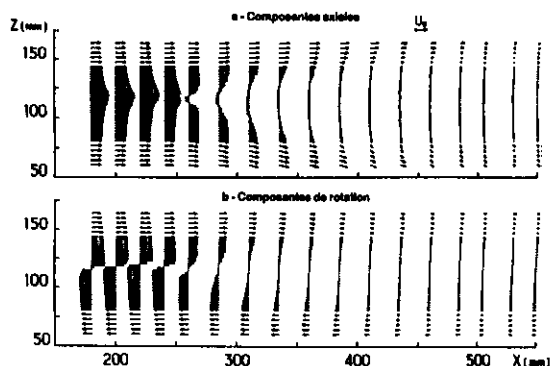 a - Composantes axiales
Z (mm)
U₀
150
100
50
b - Composantes de rotation
150
100
50
200 300 400 500 X (mm)